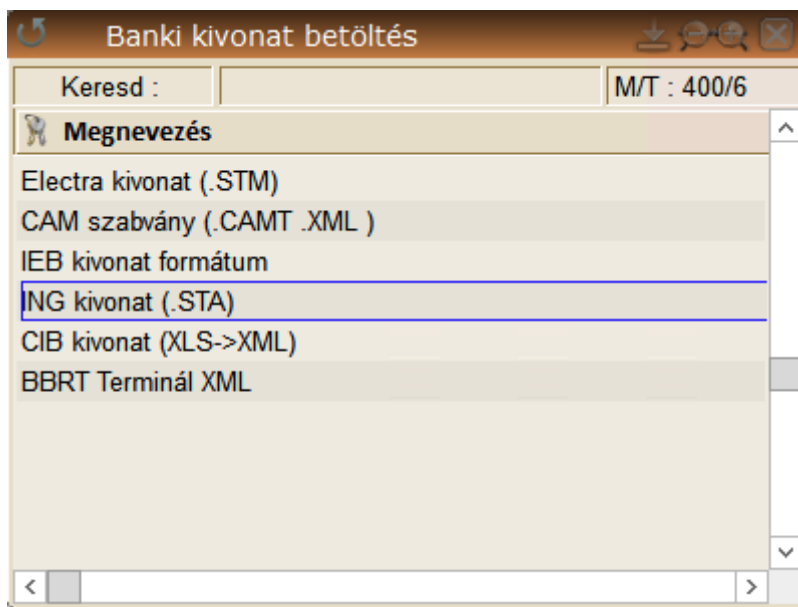 Banki kivonat betöltés
Keresd : M/T : 400/6
Megnevezés
Electra kivonat (.STM)
CAM szabvány (.CAMT .XML )
IEB kivonat formátum
ING kivonat (.STA)
CIB kivonat (XLS->XML)
BBRT Terminál XML